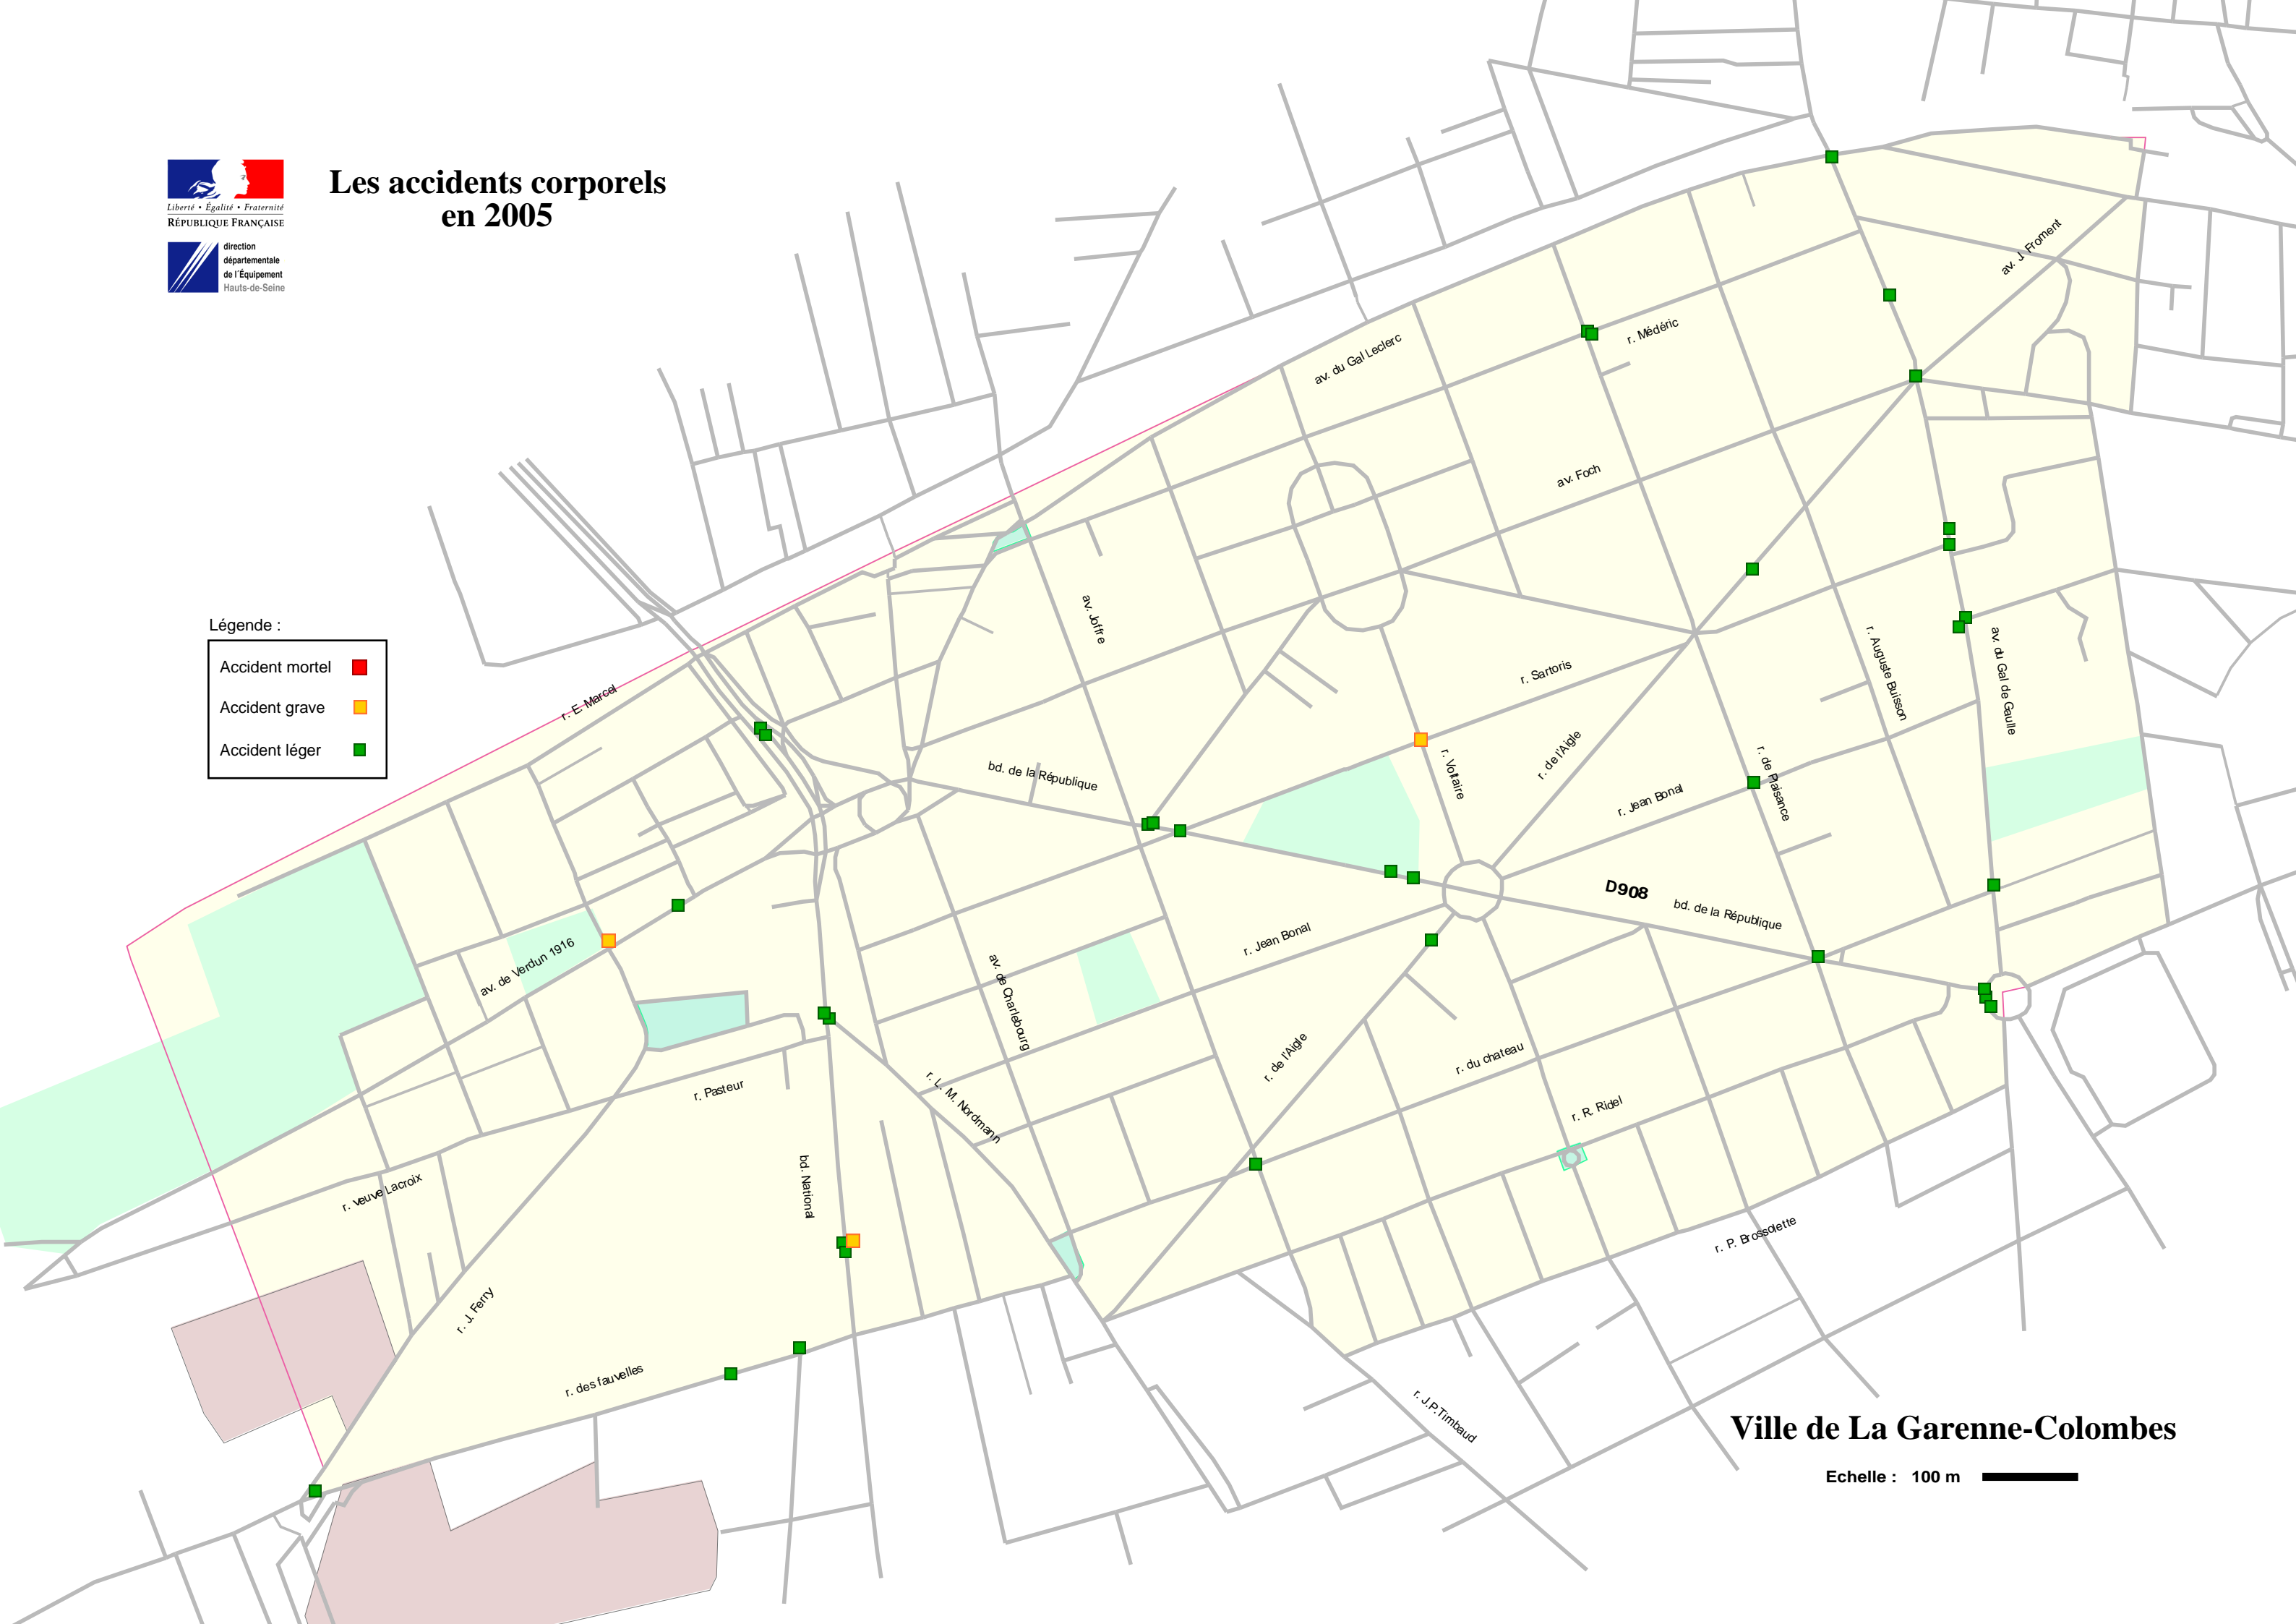 Liberté • Égalité • Fraternité
RÉPUBLIQUE FRANÇAISE
direction
départementale
de l'Équipement
Hauts-de-Seine
Les accidents corporels
en 2005
Légende :
Accident mortel
Accident grave
Accident léger
av. J. Froment
r. Médéric
av. du Gal Leclerc
av. Foch
av. Joffre
r. E. Marcel
r. Sartoris
r. Auguste Buisson
av. du Gal de Gaulle
bd. de la République
r. Voltaire
r. de l'Aigle
r. de Plaisance
r. Jean Bonal
D908
bd. de la République
r. Jean Bonal
av. de Verdun 1916
av. de Charlebourg
r. de l'Aigle
r. du chateau
r. Pasteur
r. L. M. Nordmann
r. R. Ridel
r. veuve Lacroix
bd. National
r. P. Brossolette
r. J. Ferry
r. des fauvelles
r. J.P.Timbaud
Ville de La Garenne-Colombes
Echelle : 100 m